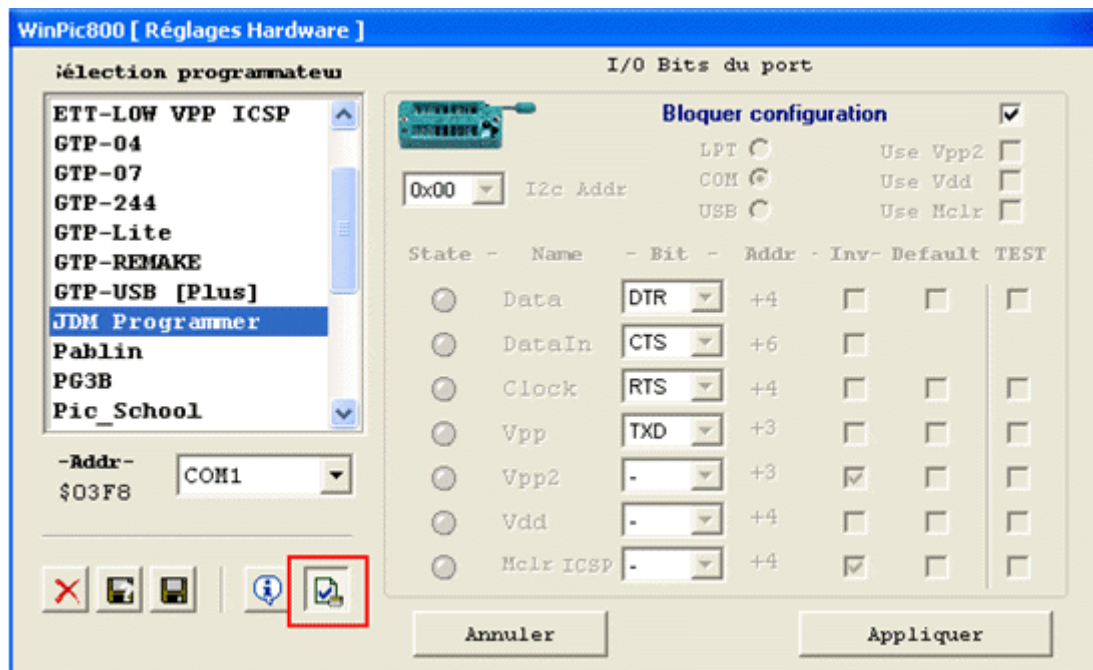 WinPic800 [ Réglages Hardware ]
sélection programmateu
ETT-LOW VPP ICSP
GTP-04
GTP-07
GTP-244
GTP-Lite
GTP-REMAKE
GTP-USB [Plus]
JDM Programmer
Pablin
PG3B
Pic_School
-Addr-
$03F8
COM1
I/O Bits du port
Bloquer configuration
LPT
Use Vpp2
0x00
I2c Addr
COM
Use Vdd
USB
Use Mclr
State - Name - Bit - Addr - Inv- Default TEST
Data DTR +4
DataIn CTS +6
Clock RTS +4
Vpp TXD +3
Vpp2 - +3
Vdd - +4
Mclr ICSP - +4
Annuler
Appliquer